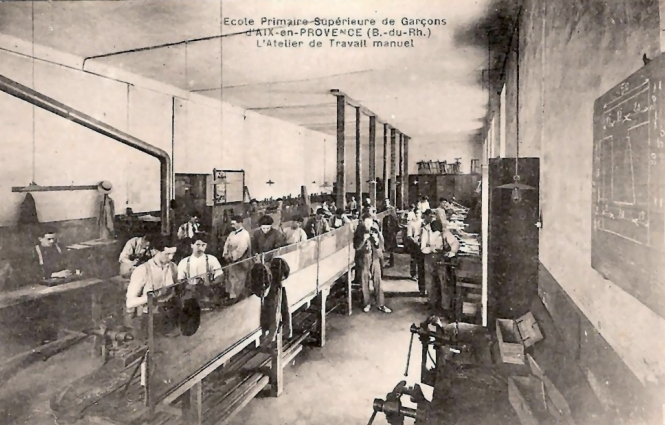 Ecole Primaire Supérieure de Garçons
d'AIX-en-PROVENCE (B.-du-Rh.)
L'Atelier de Travail manuel